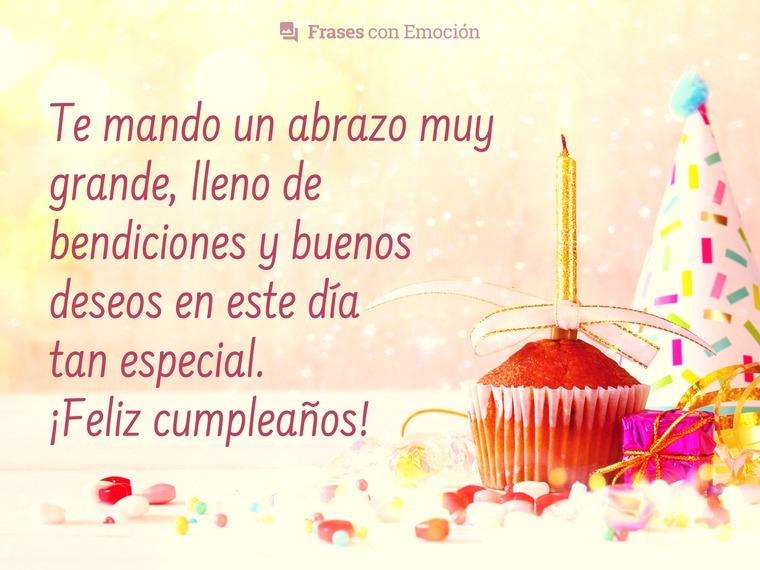 Frases con Emoción
Te mando un abrazo muy
grande, lleno de
bendiciones y buenos
deseos en este día
tan especial.
¡Feliz cumpleaños!